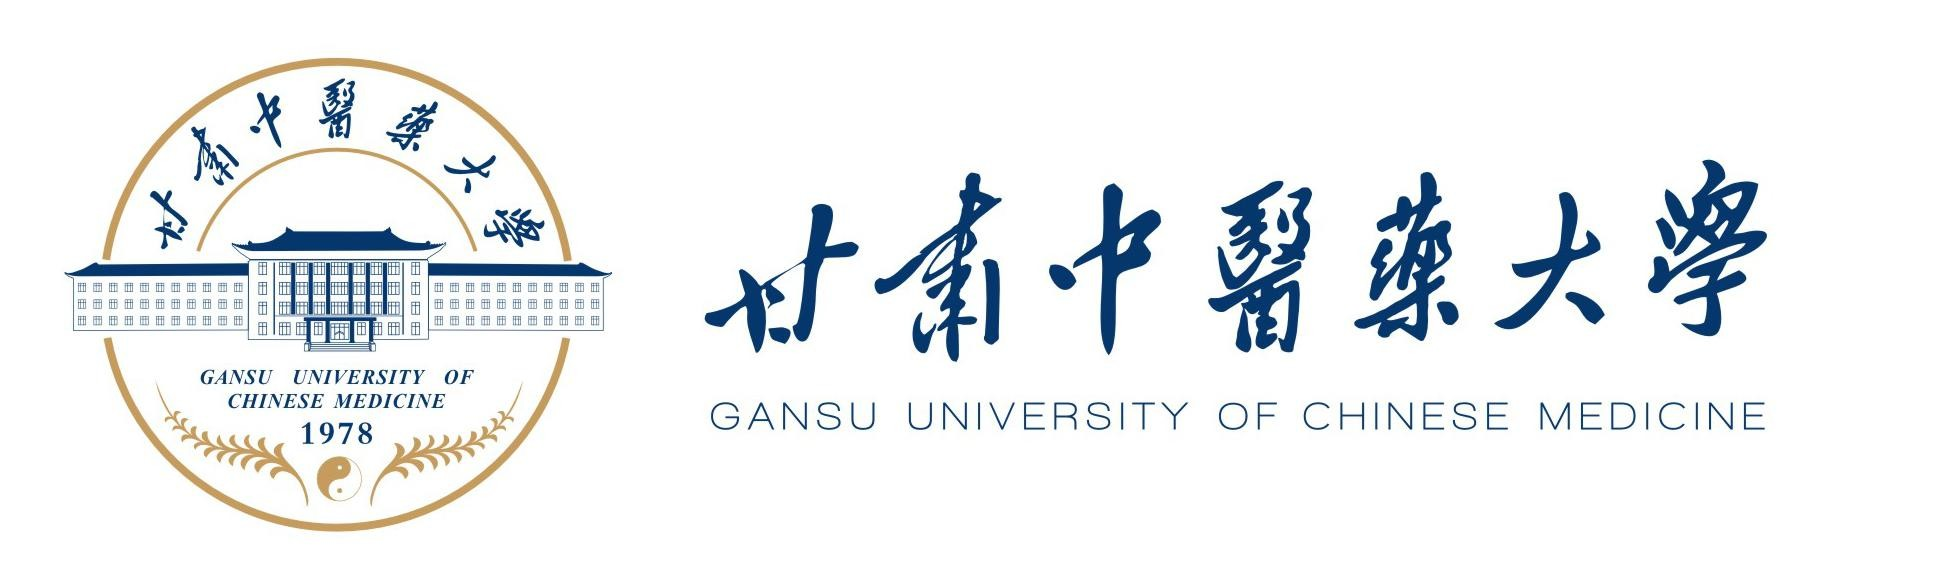 甘肅中醫藥大學
GANSU UNIVERSITY OF
CHINESE MEDICINE
1978
甘肅中醫藥大學
GANSU UNIVERSITY OF CHINESE MEDICINE